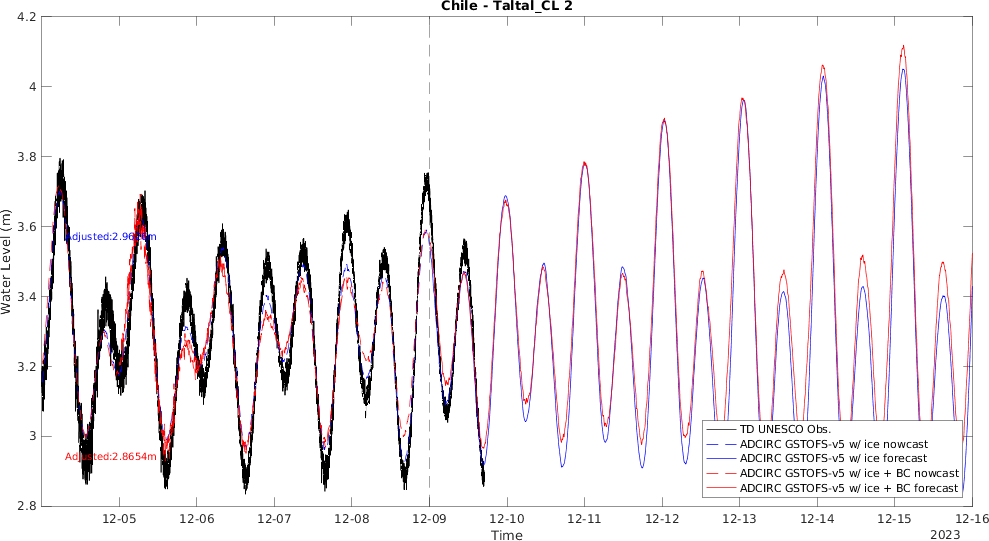 Chile - Taltal_CL 2
4.2
4
3.8
3.6
3.4
3.2
3
2.8
Water Level (m)
Adjusted:2.8654m
TD UNESCO Obs.
ADCIRC GSTOFS-v5 w/ ice nowcast
ADCIRC GSTOFS-v5 w/ ice forecast
ADCIRC GSTOFS-v5 w/ ice + BC nowcast
ADCIRC GSTOFS-v5 w/ ice + BC forecast
12-05 12-06 12-07 12-08 12-09 12-10 12-11 12-12 12-13 12-14 12-15 12-16
Time
2023